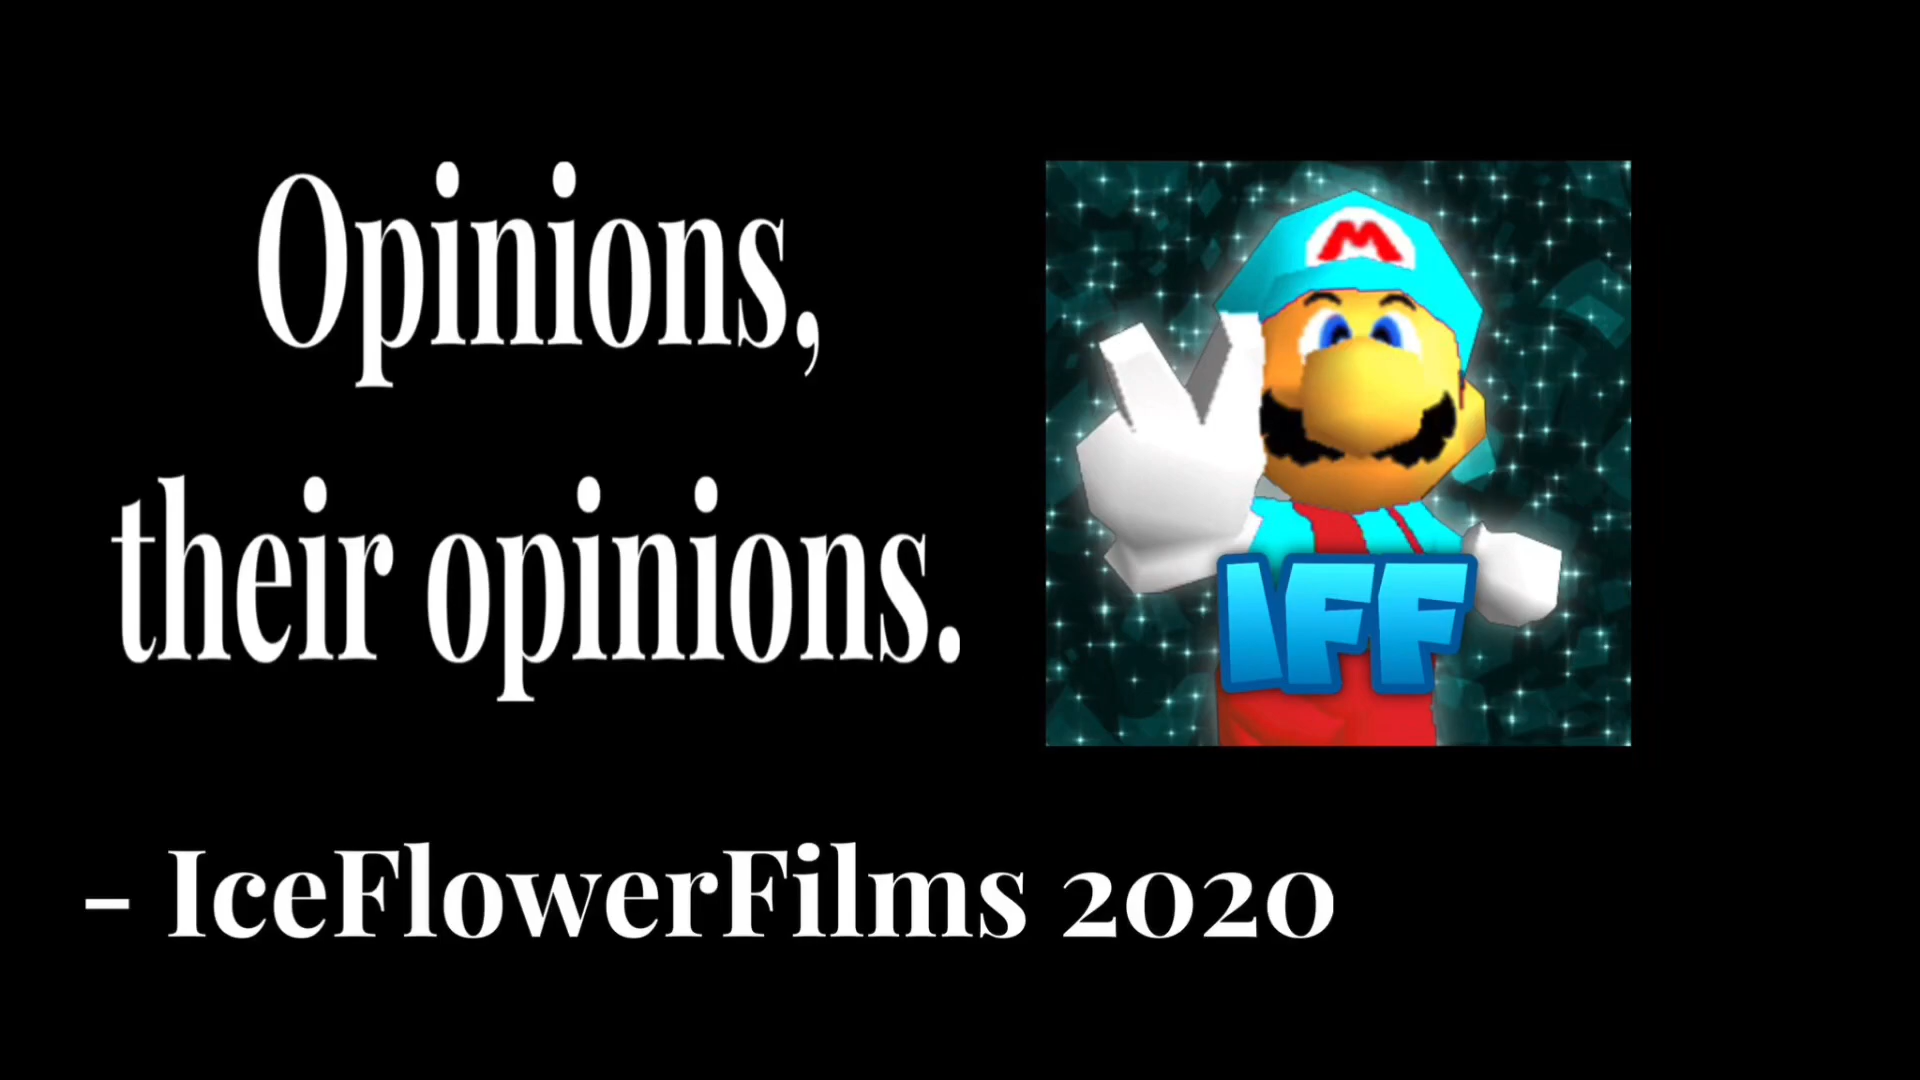 Opinions,
their opinions.
M
IFF
– IceFlowerFilms 2020